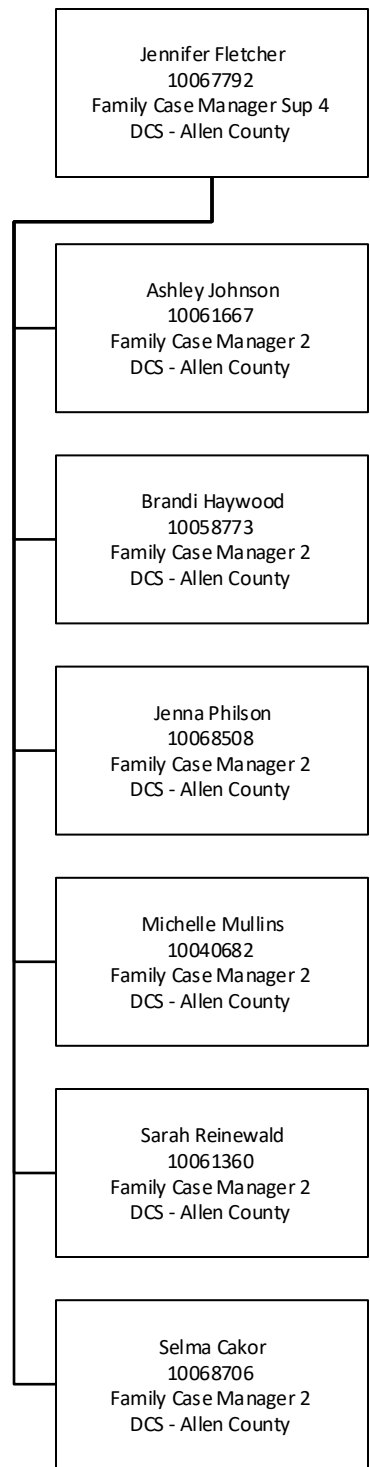 Jennifer Fletcher
10067792
Family Case Manager Sup 4
DCS - Allen County
Ashley Johnson
10061667
Family Case Manager 2
DCS - Allen County
Brandi Haywood
10058773
Family Case Manager 2
DCS - Allen County
Jenna Philson
10068508
Family Case Manager 2
DCS - Allen County
Michelle Mullins
10040682
Family Case Manager 2
DCS - Allen County
Sarah Reinewald
10061360
Family Case Manager 2
DCS - Allen County
Selma Cakor
10068706
Family Case Manager 2
DCS - Allen County